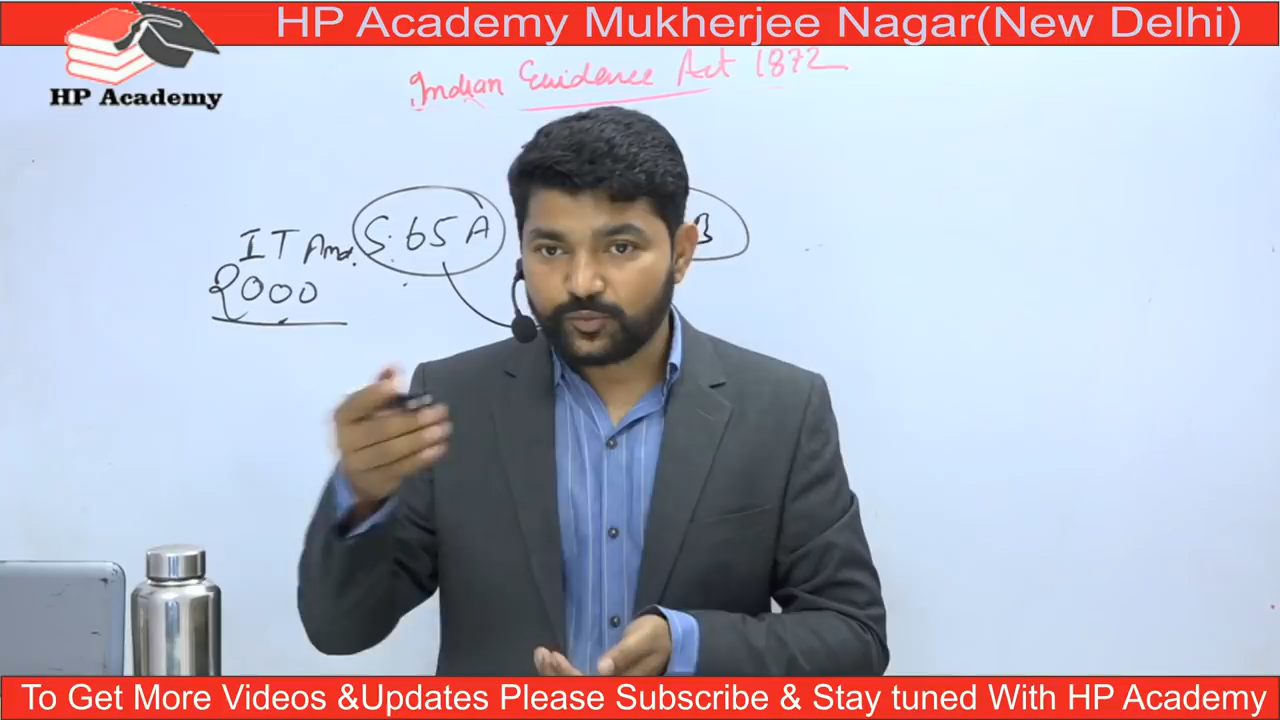 HP Academy Mukherjee Nagar(New Delhi)
HP Academy
Indian Evidence Act 1872
IT Amd. S. 65 A B
2000
To Get More Videos &Updates Please Subscribe & Stay tuned With HP Academy